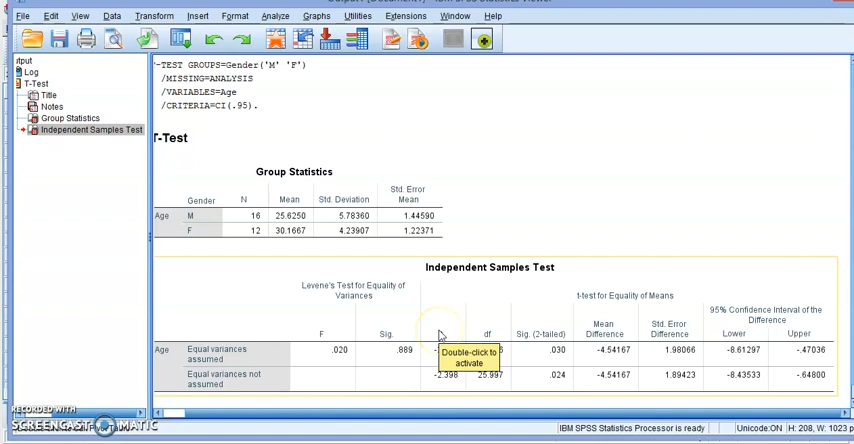 File Edit View Data Transform Insert Format Analyze Graphs Utilities Extensions Window Help
Log
T-Test
Title
Notes
Group Statistics
Independent Samples Test
-TEST GROUPS=Gender('M' 'F')
/MISSING=ANALYSIS
/VARIABLES=Age
/CRITERIA=CI(.95).
T-Test
Group Statistics
Gender N Mean Std. Deviation Std. Error Mean
Age M 16 25.6250 5.78360 1.44590
F 12 30.1667 4.23907 1.22371
Independent Samples Test
Levene's Test for Equality of Variances
t-test for Equality of Means
95% Confidence Interval of the Difference
F Sig. df Sig. (2-tailed) Mean Difference Std. Error Difference Lower Upper
Age Equal variances assumed .020 .889 .030 -4.54167 1.98066 -8.61297 -.47036
Double-click to activate
Equal variances not assumed -2.398 25.997 .024 -4.54167 1.89423 -8.43533 -.64800
RECORDED WITH
SCREENCAST MATIC
IBM SPSS Statistics Processor is ready Unicode:ON H: 208, W: 1023 p